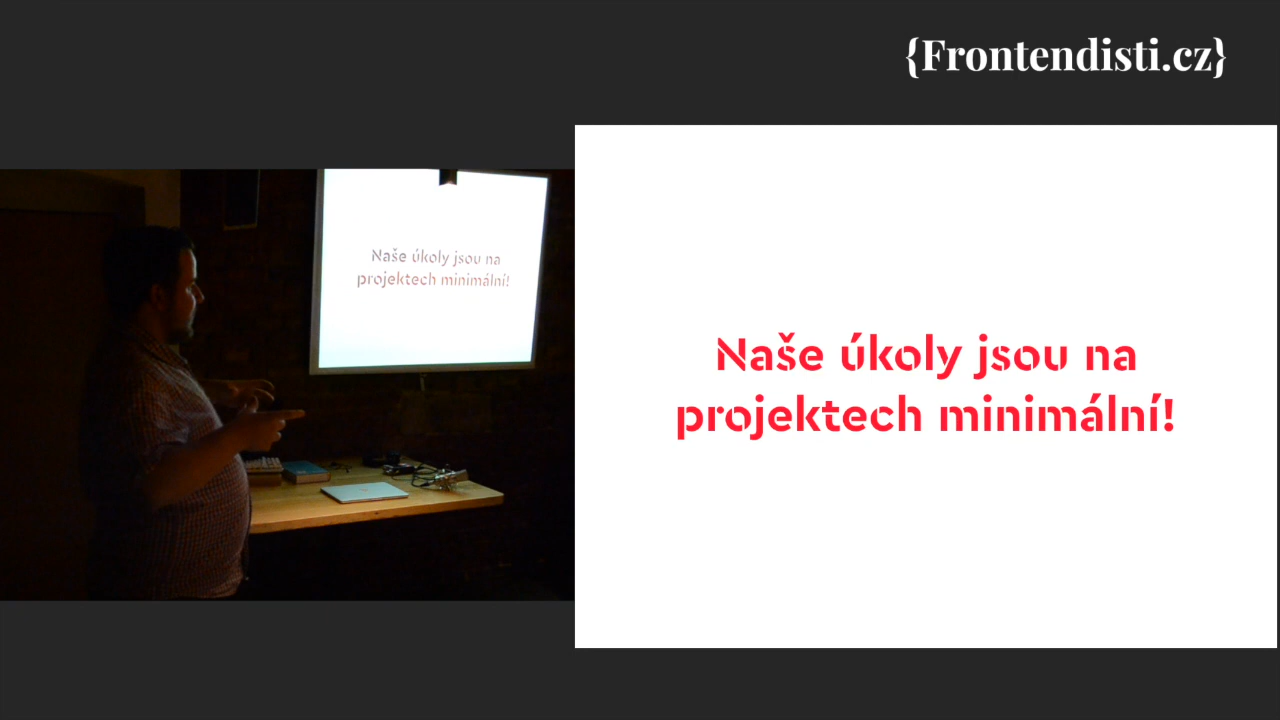 {Frontendisti.cz}
Naše úkoly jsou na
projektech minimální!
Naše úkoly jsou na
projektech minimální!